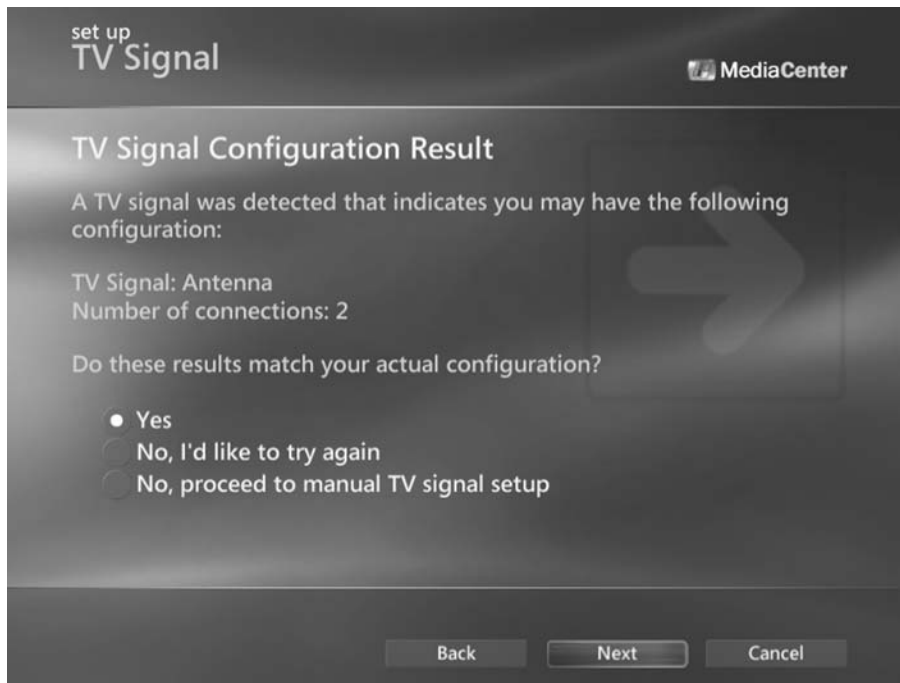 set up
TV Signal
MediaCenter
TV Signal Configuration Result
A TV signal was detected that indicates you may have the following
configuration:
TV Signal: Antenna
Number of connections: 2
Do these results match your actual configuration?
Yes
No, I'd like to try again
No, proceed to manual TV signal setup
Back Next Cancel